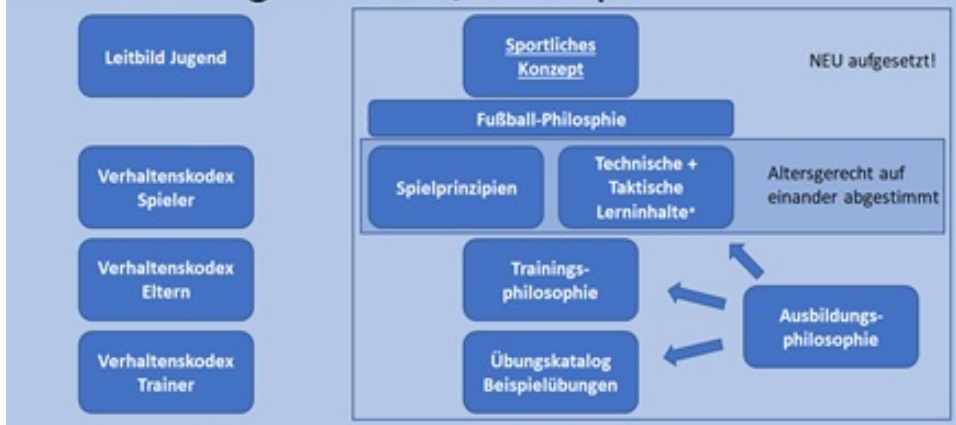 Leitbild Jugend
Verhaltenskodex
Spieler
Verhaltenskodex
Eltern
Verhaltenskodex
Trainer
Sportliches
Konzept
NEU aufgesetzt!
Fußball-Philosphie
Spielprinzipien
Technische +
Taktische
Lerninhalte*
Altersgerecht auf
einander abgestimmt
Trainings-
philosophie
Ausbildungs-
philosophie
Übungskatalog
Beispielübungen